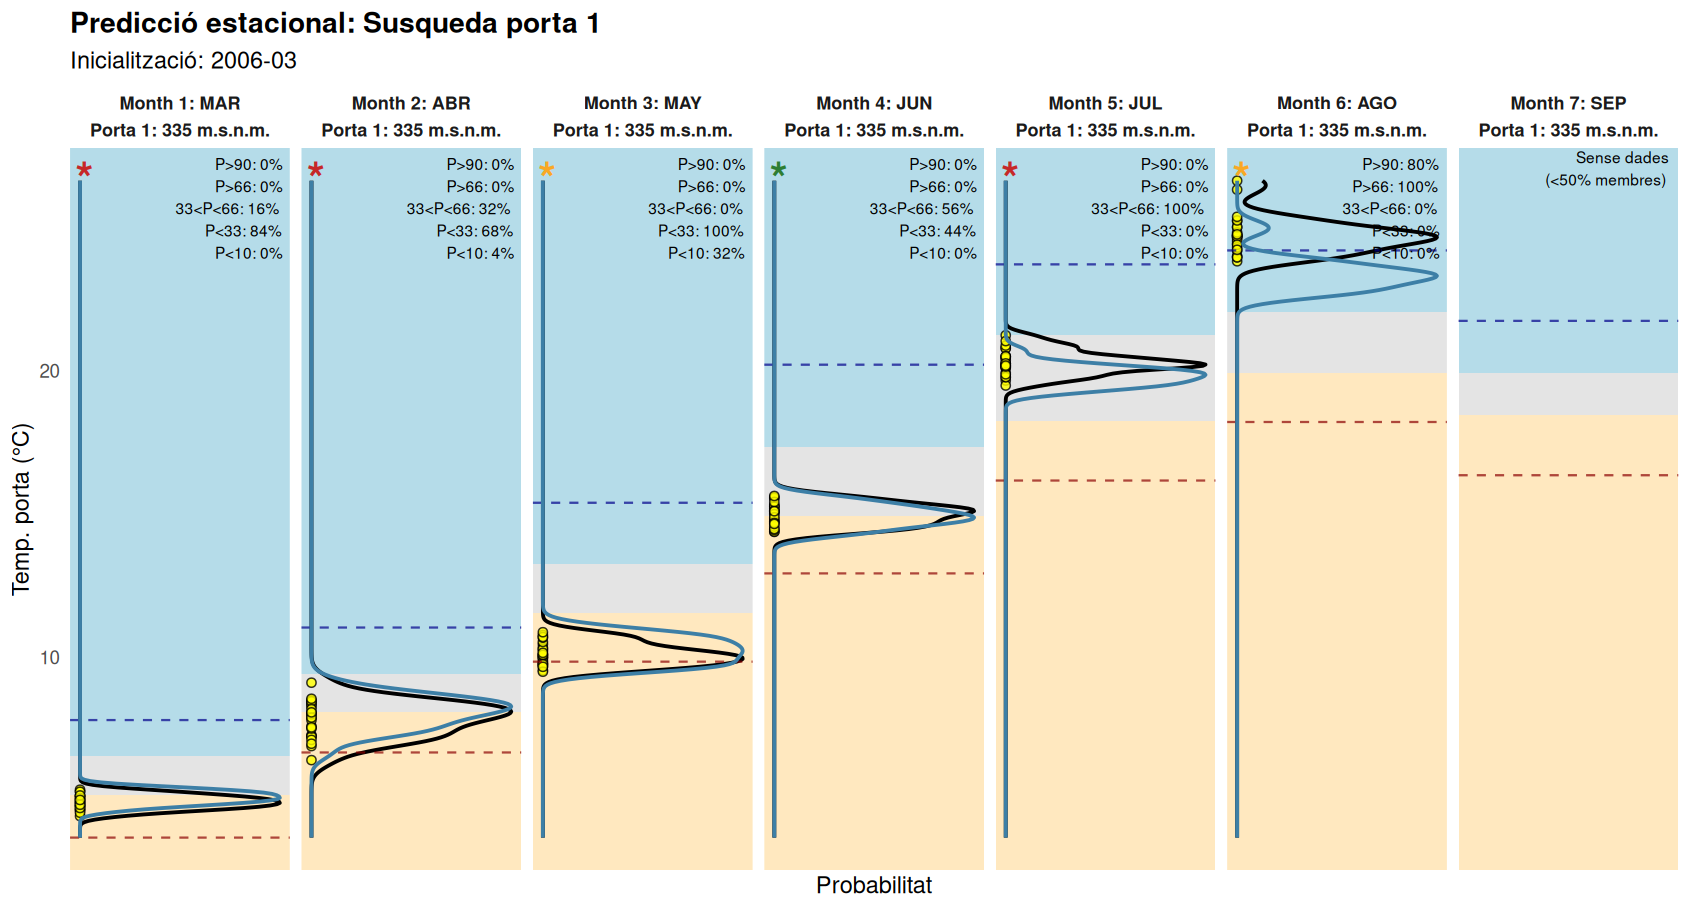 Predicció estacional: Susqueda porta 1
Inicialització: 2006-03
Month 1: MAR
Porta 1: 335 m.s.n.m.
Month 2: ABR
Porta 1: 335 m.s.n.m.
Month 3: MAY
Porta 1: 335 m.s.n.m.
Month 4: JUN
Porta 1: 335 m.s.n.m.
Month 5: JUL
Porta 1: 335 m.s.n.m.
Month 6: AGO
Porta 1: 335 m.s.n.m.
Month 7: SEP
Porta 1: 335 m.s.n.m.
*
P>90: 0%
P>66: 0%
33<P<66: 16%
P<33: 84%
P<10: 0%
*
P>90: 0%
P>66: 0%
33<P<66: 32%
P<33: 68%
P<10: 4%
*
P>90: 0%
P>66: 0%
33<P<66: 0%
P<33: 100%
P<10: 32%
*
P>90: 0%
P>66: 0%
33<P<66: 56%
P<33: 44%
P<10: 0%
*
P>90: 0%
P>66: 0%
33<P<66: 100%
P<33: 0%
P<10: 0%
*
P>90: 80%
P>66: 100%
33<P<66: 0%
P<33: 0%
P<10: 0%
Sense dades
(<50% membres)
20
10
Temp. porta (°C)
Probabilitat